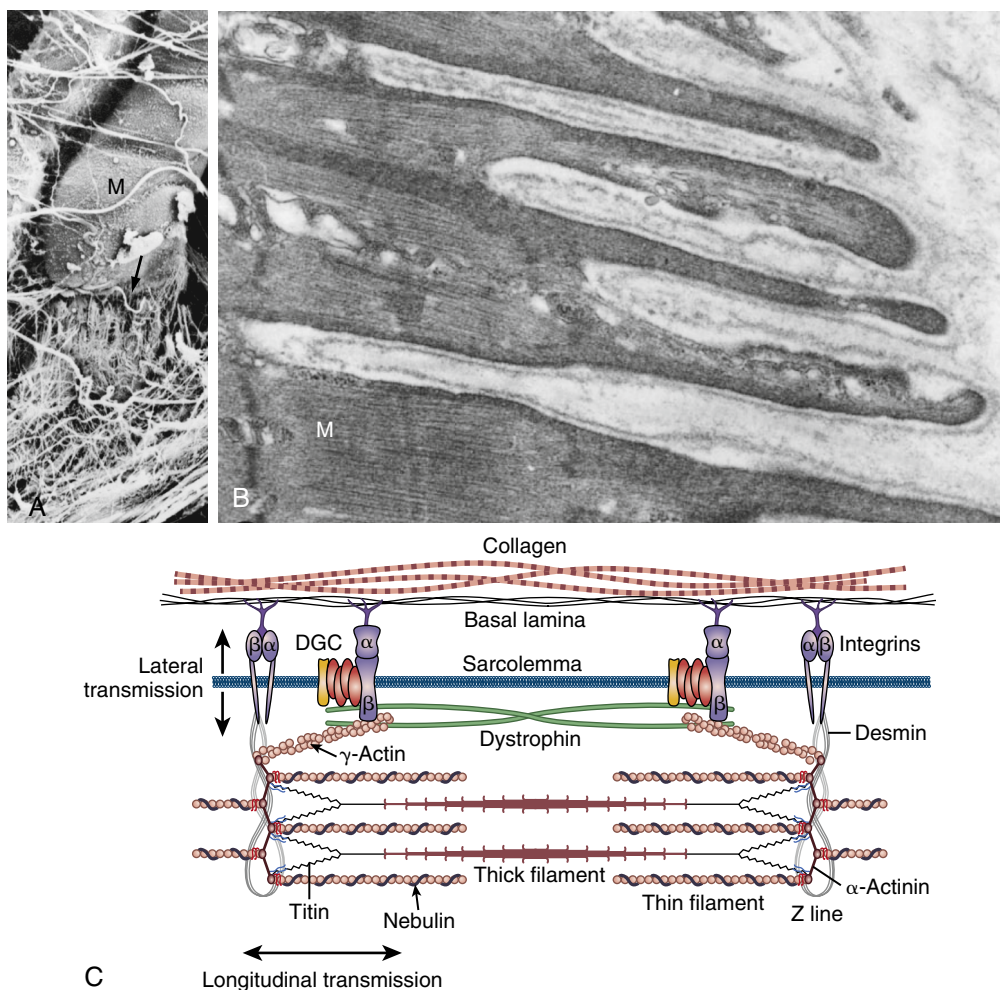 M
A
M
B
Collagen
Basal lamina
β α
DGC
α
α
α β
Integrins
Lateral
transmission
Sarcolemma
β
β
Dystrophin
Desmin
γ-Actin
Thick filament
α-Actinin
Titin
Nebulin
Thin filament
Z line
C
Longitudinal transmission